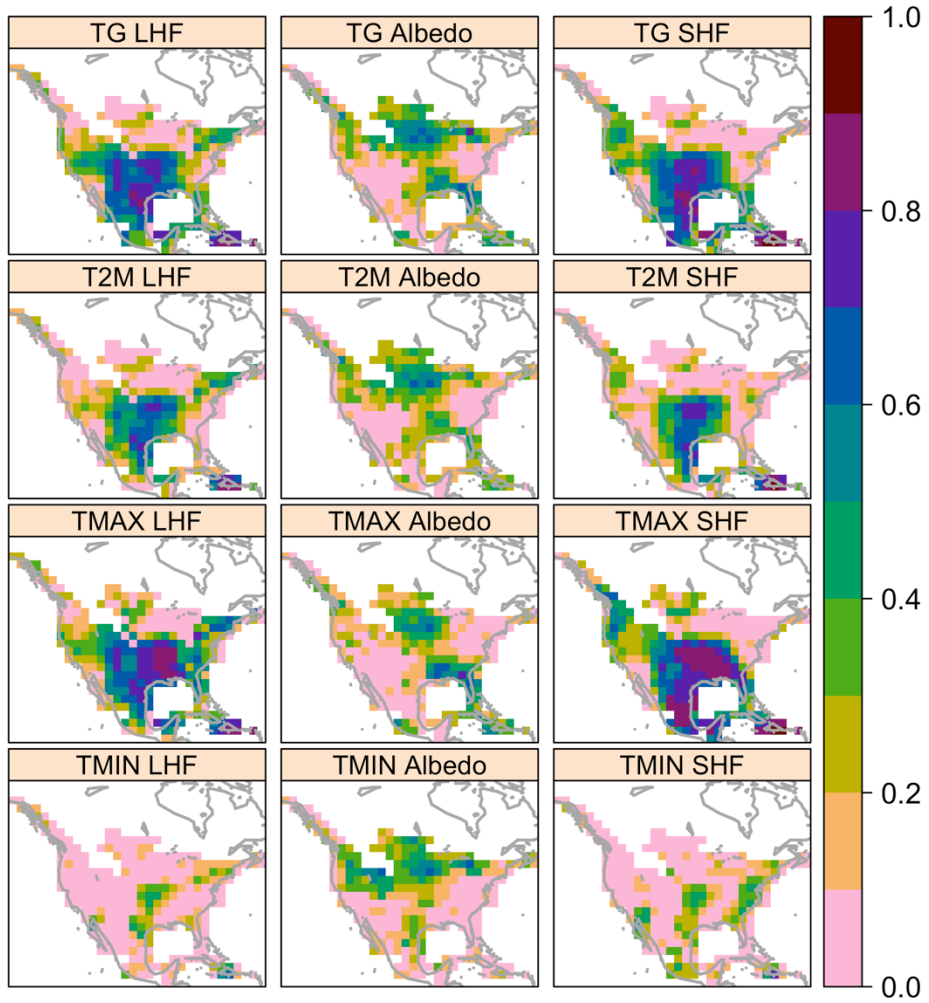 TG LHF
TG Albedo
TG SHF
1.0
0.8
T2M LHF
T2M Albedo
T2M SHF
0.6
TMAX LHF
TMAX Albedo
TMAX SHF
0.4
TMIN LHF
TMIN Albedo
TMIN SHF
0.2
0.0